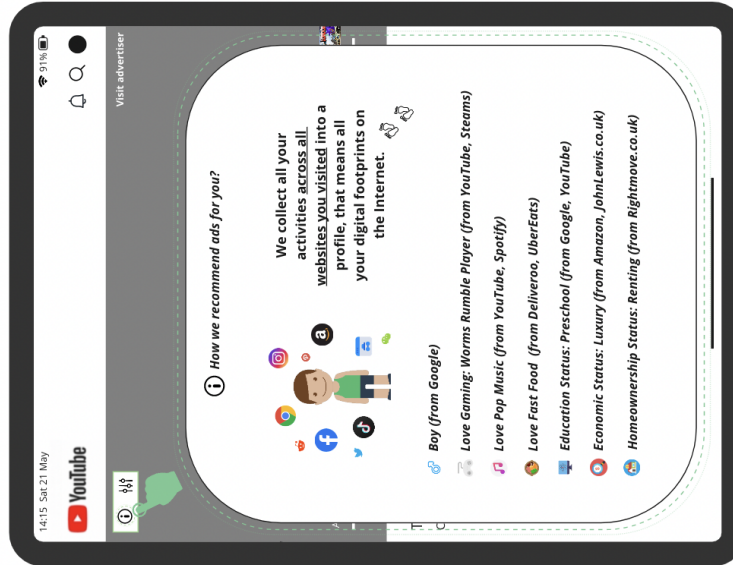 14:15 Sat 21 May
91%
YouTube
Visit advertiser
How we recommend ads for you?
We collect all your
activities across all
websites you visited into a
profile, that means all
your digital footprints on
the Internet.
Boy (from Google)
Love Gaming: Worms Rumble Player (from YouTube, Steams)
Love Pop Music (from YouTube, Spotify)
Love Fast Food (from Deliveroo, UberEats)
Education Status: Preschool (from Google, YouTube)
Economic Status: Luxury (from Amazon, JohnLewis.co.uk)
Homeownership Status: Renting (from Rightmove.co.uk)